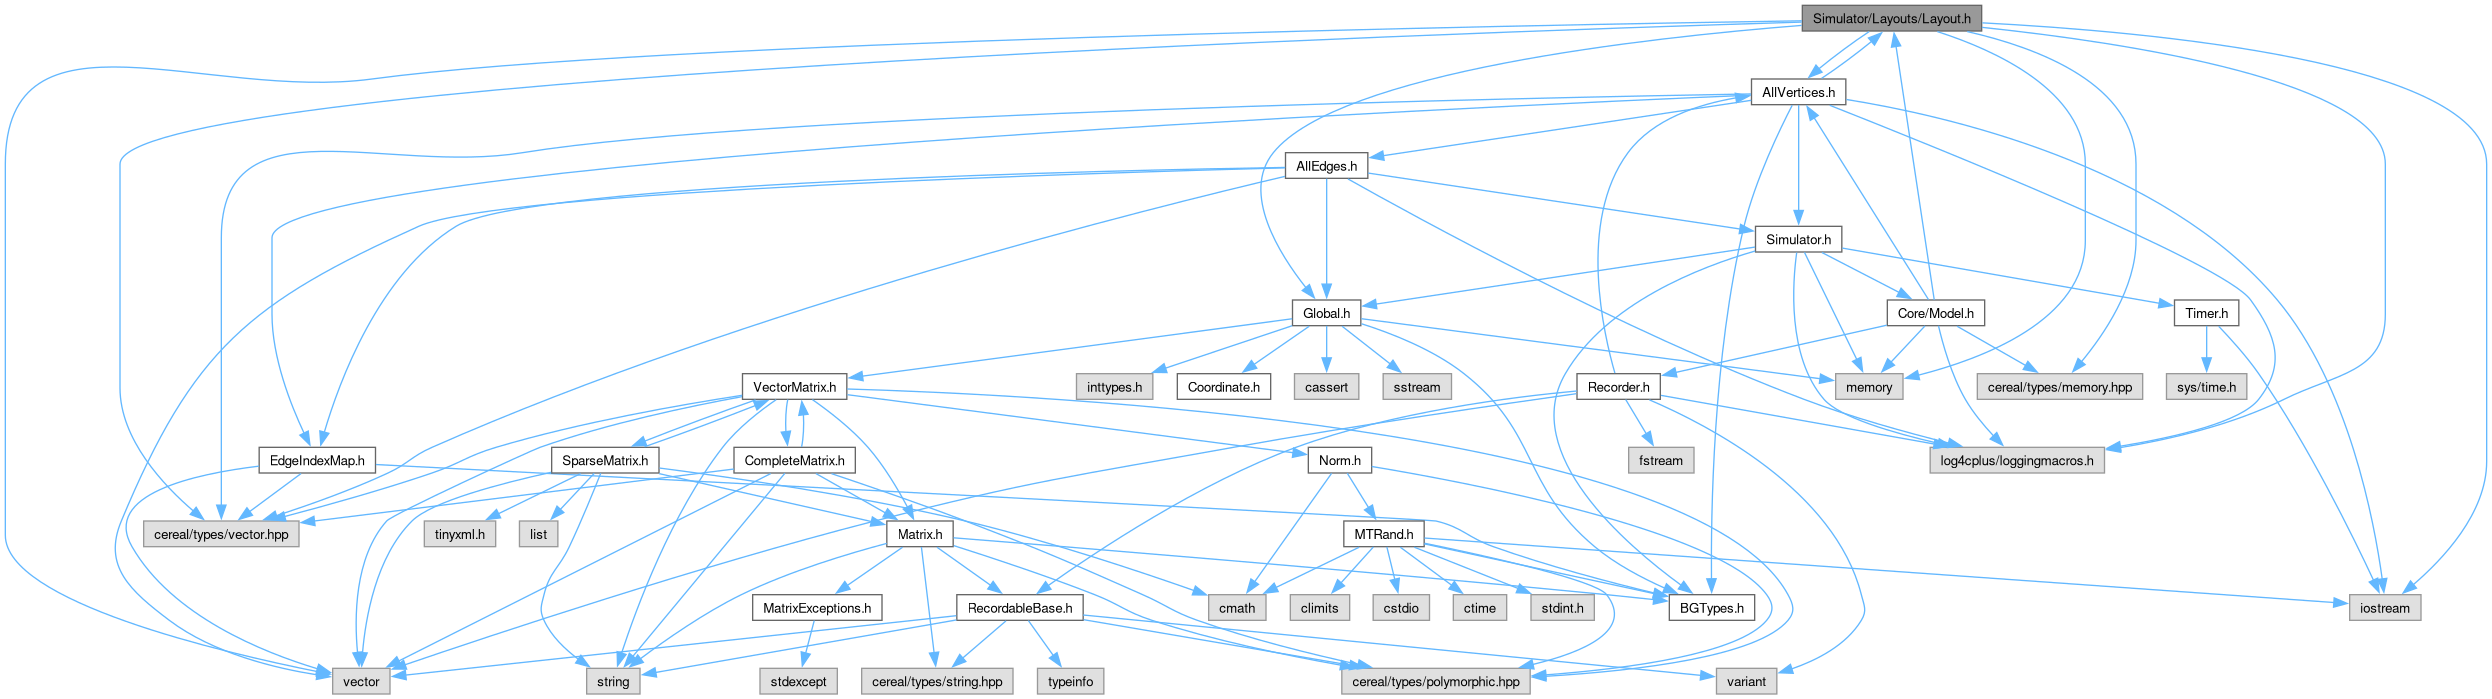 Simulator/Layouts/Layout.h
AllVertices.h
AllEdges.h
Simulator.h
Global.h
Core/Model.h
Timer.h
VectorMatrix.h
inttypes.h
Coordinate.h
cassert
sstream
Recorder.h
memory
cereal/types/memory.hpp
sys/time.h
EdgeIndexMap.h
SparseMatrix.h
CompleteMatrix.h
Norm.h
fstream
log4cplus/loggingmacros.h
cereal/types/vector.hpp
tinyxml.h
list
Matrix.h
MTRand.h
MatrixExceptions.h
RecordableBase.h
cmath
climits
cstdio
ctime
stdint.h
BGTypes.h
iostream
vector
string
stdexcept
cereal/types/string.hpp
typeinfo
cereal/types/polymorphic.hpp
variant